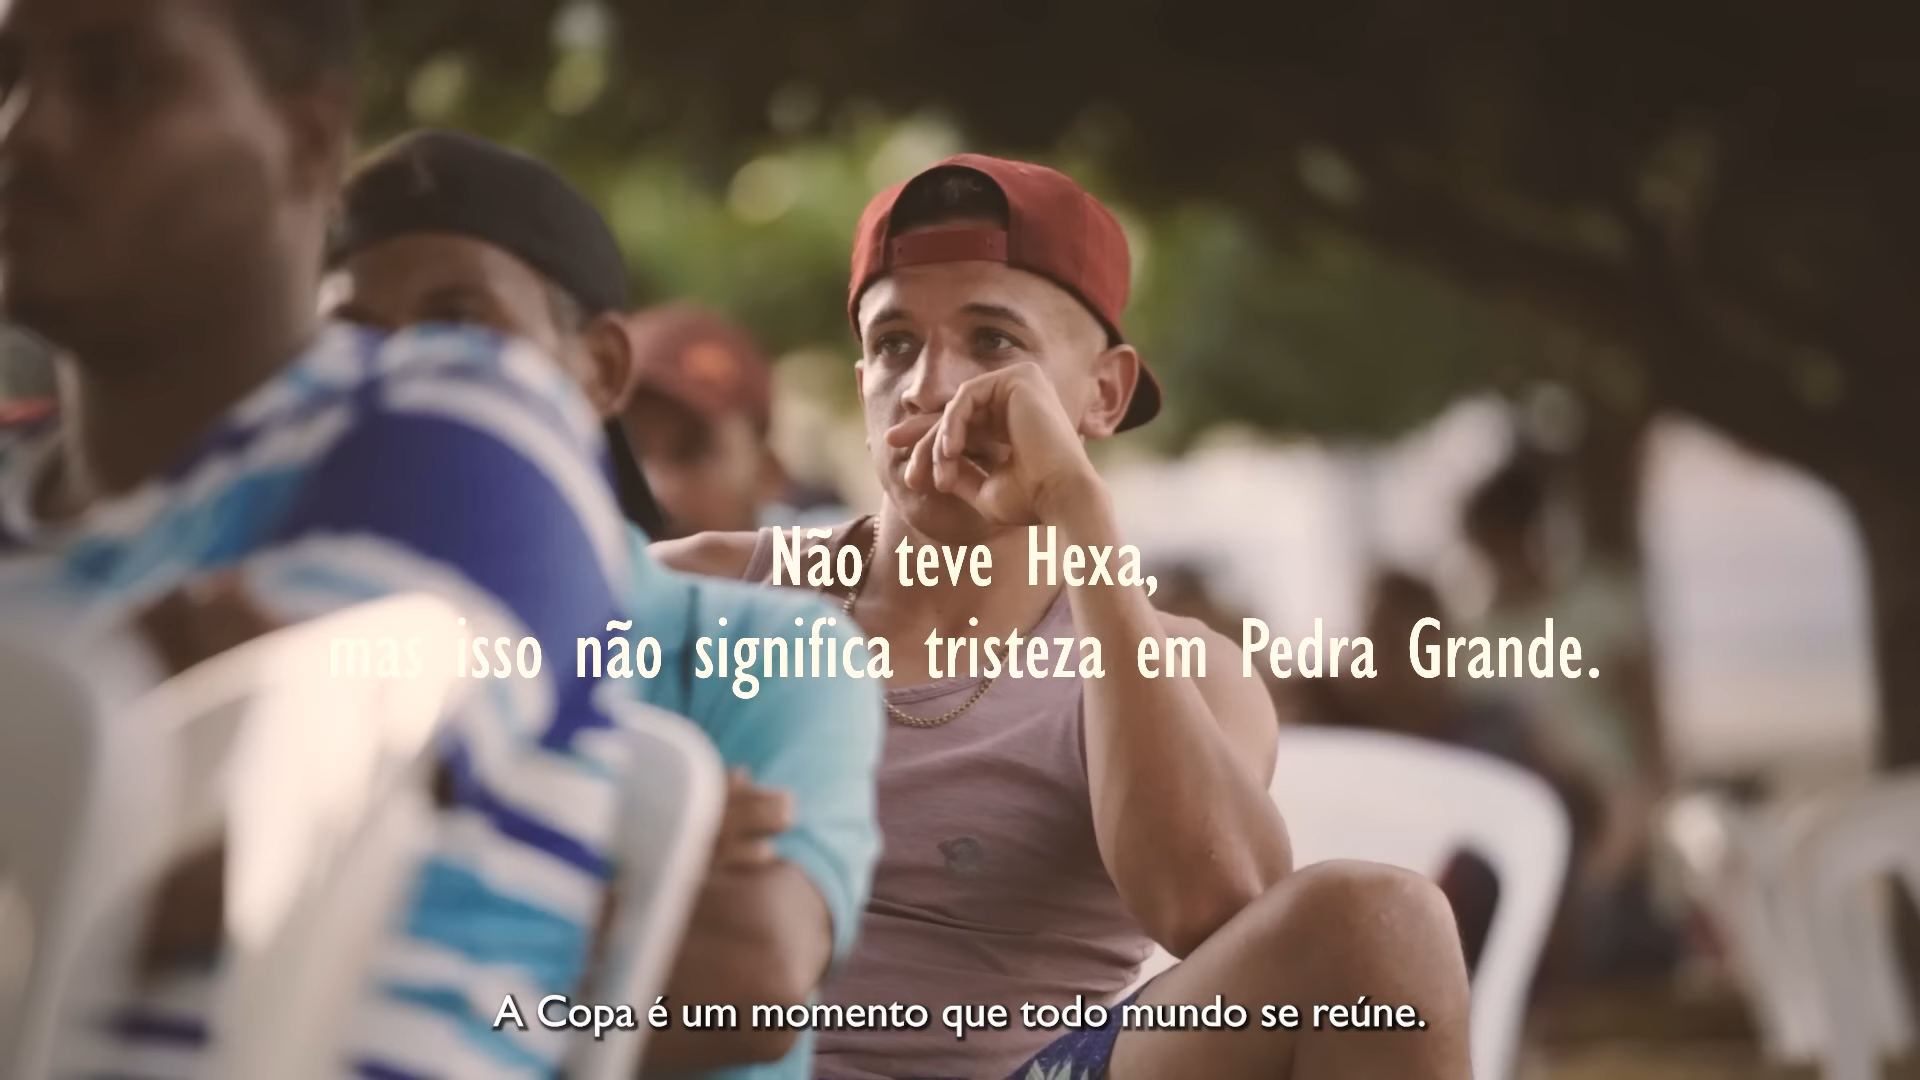 Não teve Hexa,
mas isso não significa tristeza em Pedra Grande.
A Copa é um momento que todo mundo se reúne.